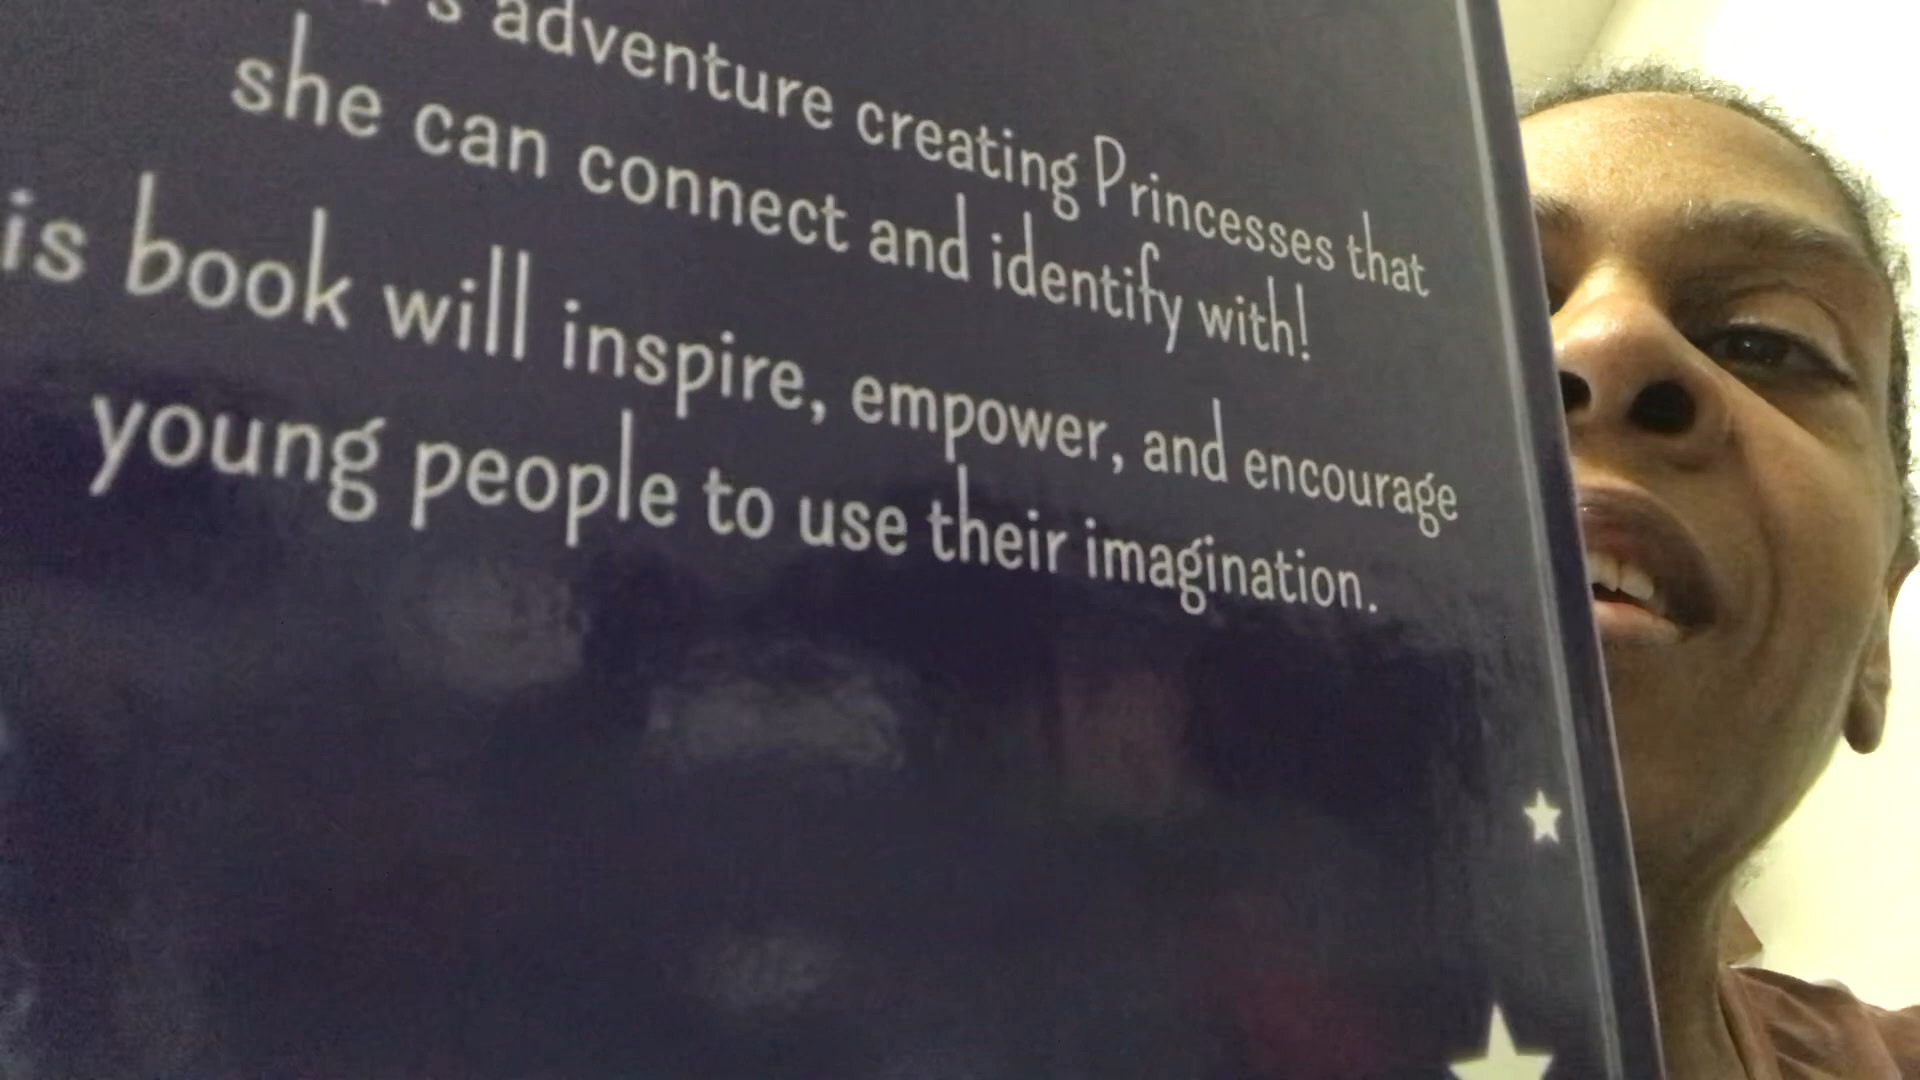 's adventure creating Princesses that
she can connect and identify with!
is book will inspire, empower, and encourage
young people to use their imagination.